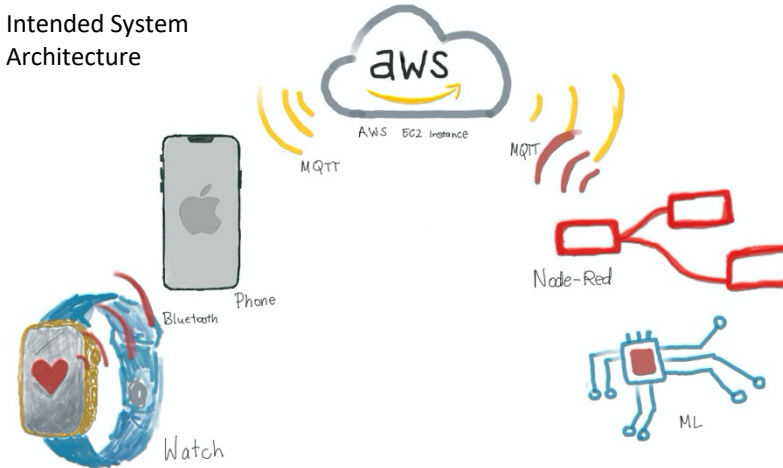 Intended System
Architecture
aws
AWS EC2 Instance
MQTT
MQTT
Node-Red
Phone
Bluetooth
ML
Watch